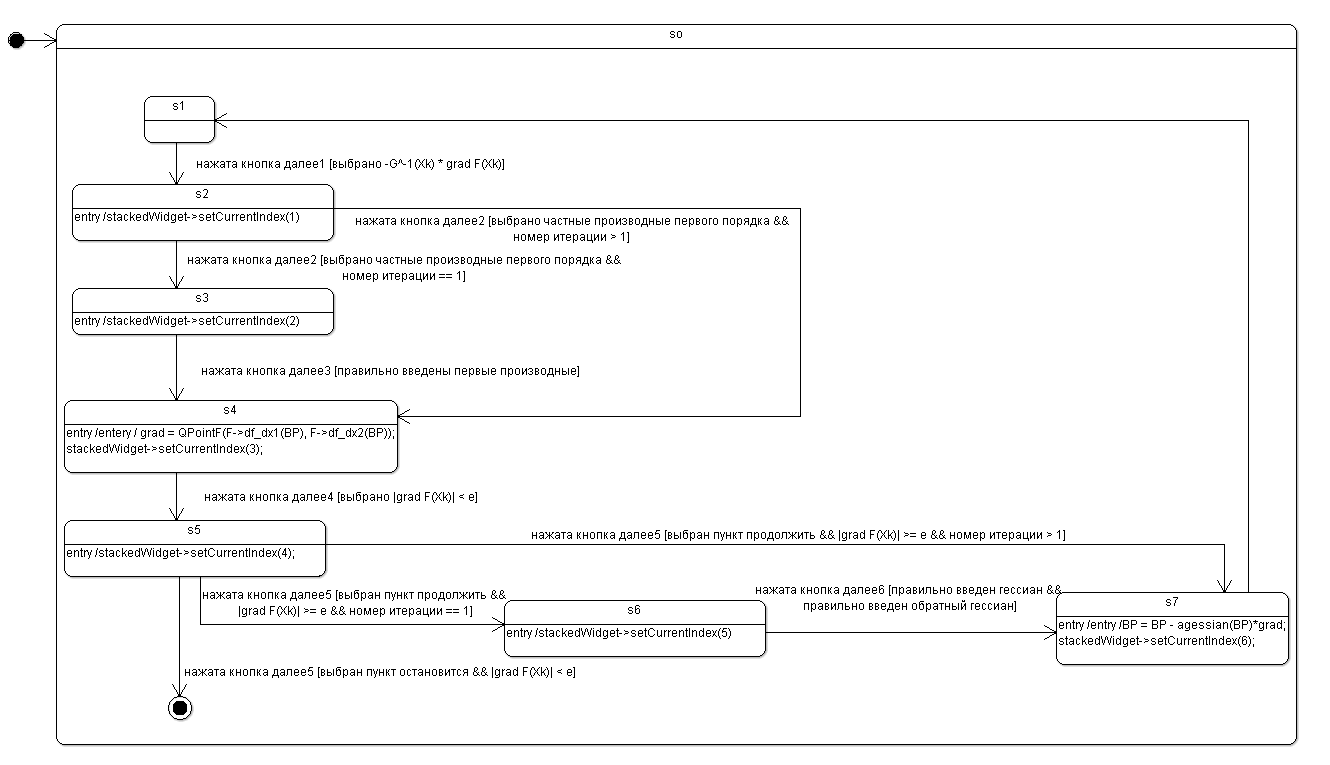 so
s1
нажата кнопка далее1 [выбрано -G^-1(Xk) * grad F(Xk)]
s2
entry /stackedWidget->setCurrentIndex(1)
нажата кнопка далее2 [выбрано частные производные первого порядка &&
номер итерации > 1]
нажата кнопка далее2 [выбрано частные производные первого порядка &&
номер итерации == 1]
s3
entry /stackedWidget->setCurrentIndex(2)
нажата кнопка далее3 [правильно введены первые производные]
s4
entry /entery / grad = QPointF(F->df_dx1(BP), F->df_dx2(BP));
stackedWidget->setCurrentIndex(3);
нажата кнопка далее4 [выбрано |grad F(Xk)| < e]
s5
entry /stackedWidget->setCurrentIndex(4);
нажата кнопка далее5 [выбран пункт продолжить && |grad F(Xk)| >= e && номер итерации > 1]
нажата кнопка далее5 [выбран пункт продолжить &&
|grad F(Xk)| >= e && номер итерации == 1]
s6
entry /stackedWidget->setCurrentIndex(5)
нажата кнопка далее6 [правильно введен гессиан &&
правильно введен обратный гессиан]
s7
entry /entry /BP = BP - agessian(BP)*grad;
stackedWidget->setCurrentIndex(6);
нажата кнопка далее5 [выбран пункт остановится && |grad F(Xk)| < e]